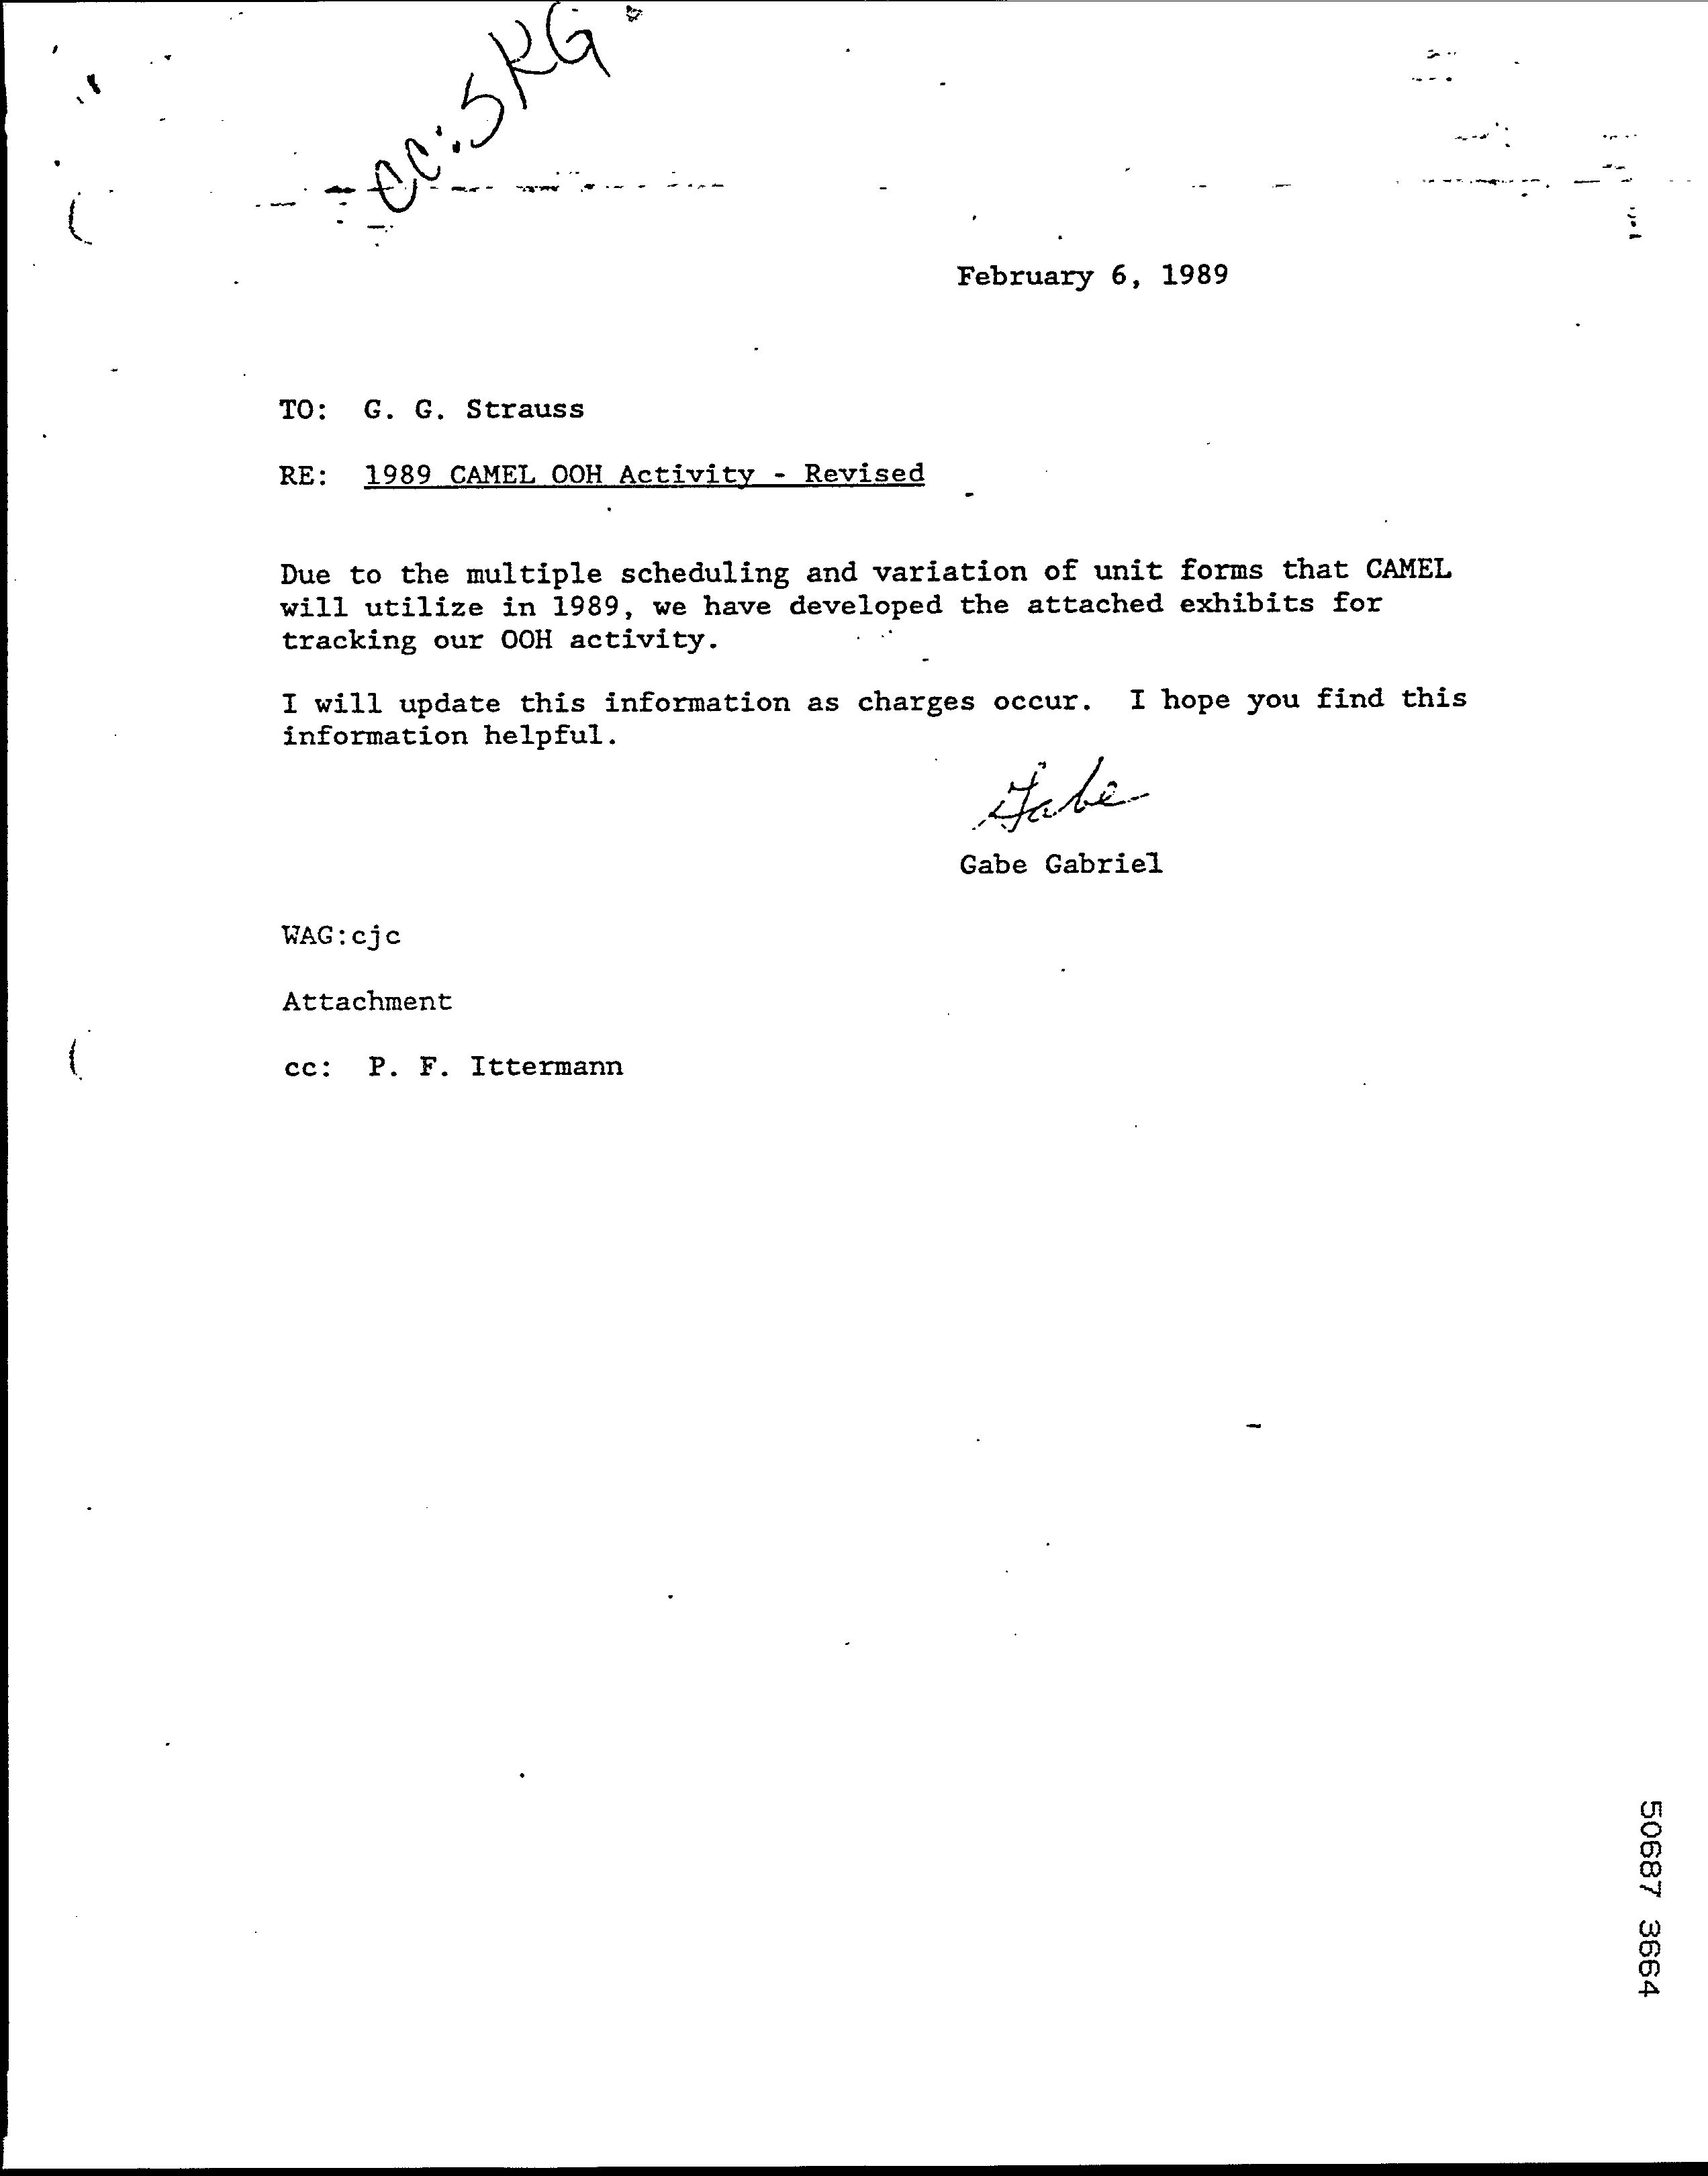 cc: SKG
February 6, 1989
TO: G. G. Strauss
RE: 1989 CAMEL OOH Activity - Revised
Due to the multiple scheduling and variation of unit forms that CAMEL
will utilize in 1989, we have developed the attached exhibits for
tracking our OOH activity.
I will update this information as charges occur. I hope you find this
information helpful.
Gabe
Gabe Gabriel
WAG:cjc
Attachment
cc: P. F. Ittermann
50687 3664